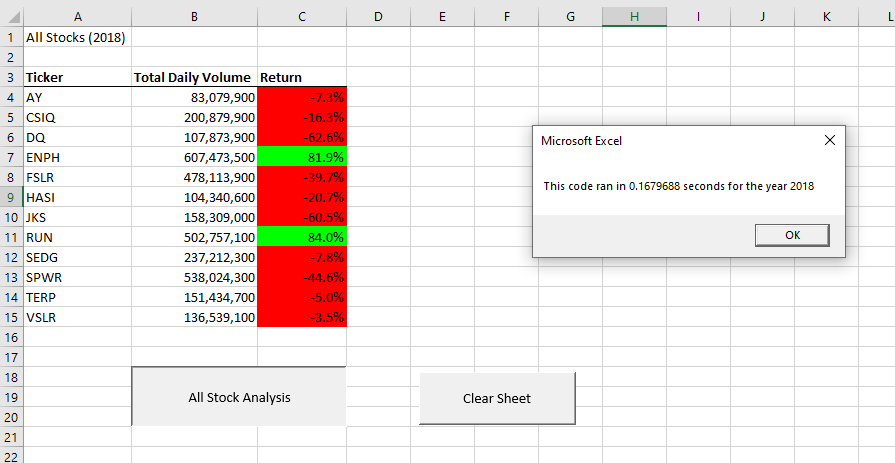 A B C D E F G H I J K L
1 All Stocks (2018)
2
3 Ticker Total Daily Volume Return
4 AY 83,079,900 -7.3%
5 CSIQ 200,879,900 -16.3%
6 DQ 107,873,900 -62.6%
7 ENPH 607,473,500 81.9%
8 FSLR 478,113,900 -39.7%
9 HASI 104,340,600 -20.7%
10 JKS 158,309,000 -60.5%
11 RUN 502,757,100 84.0%
12 SEDG 237,212,300 -7.8%
13 SPWR 538,024,300 -44.6%
14 TERP 151,434,700 -5.0%
15 VSLR 136,539,100 -3.5%
16
17
18
19
20
21
22
All Stock Analysis
Clear Sheet
Microsoft Excel
This code ran in 0.1679688 seconds for the year 2018
OK